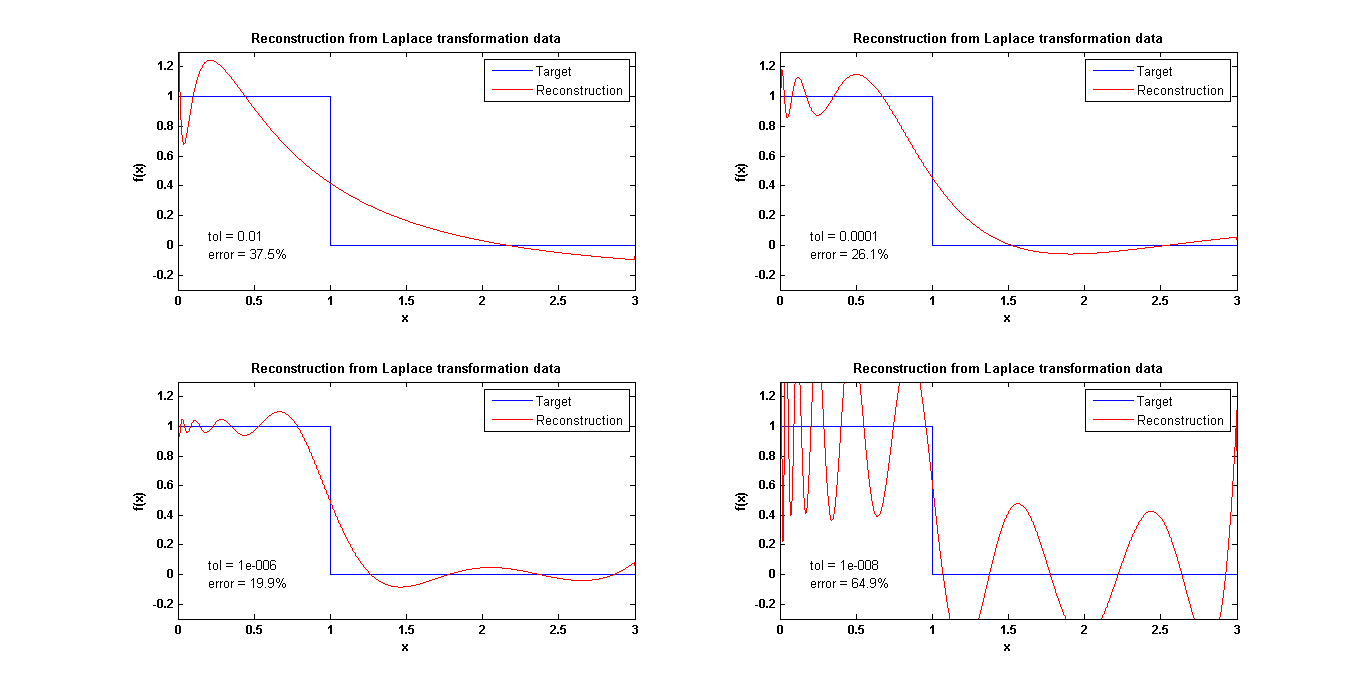 Reconstruction from Laplace transformation data
1.2
1
0.8
0.6
0.4
0.2
0
-0.2
f(x)
Target
Reconstruction
tol = 0.01
error = 37.5%
0 0.5 1 1.5 2 2.5 3
x
Reconstruction from Laplace transformation data
1.2
1
0.8
0.6
0.4
0.2
0
-0.2
f(x)
Target
Reconstruction
tol = 0.0001
error = 26.1%
0 0.5 1 1.5 2 2.5 3
x
Reconstruction from Laplace transformation data
1.2
1
0.8
0.6
0.4
0.2
0
-0.2
f(x)
Target
Reconstruction
tol = 1e-006
error = 19.9%
0 0.5 1 1.5 2 2.5 3
x
Reconstruction from Laplace transformation data
1.2
1
0.8
0.6
0.4
0.2
0
-0.2
f(x)
Target
Reconstruction
tol = 1e-008
error = 64.9%
0 0.5 1 1.5 2 2.5 3
x